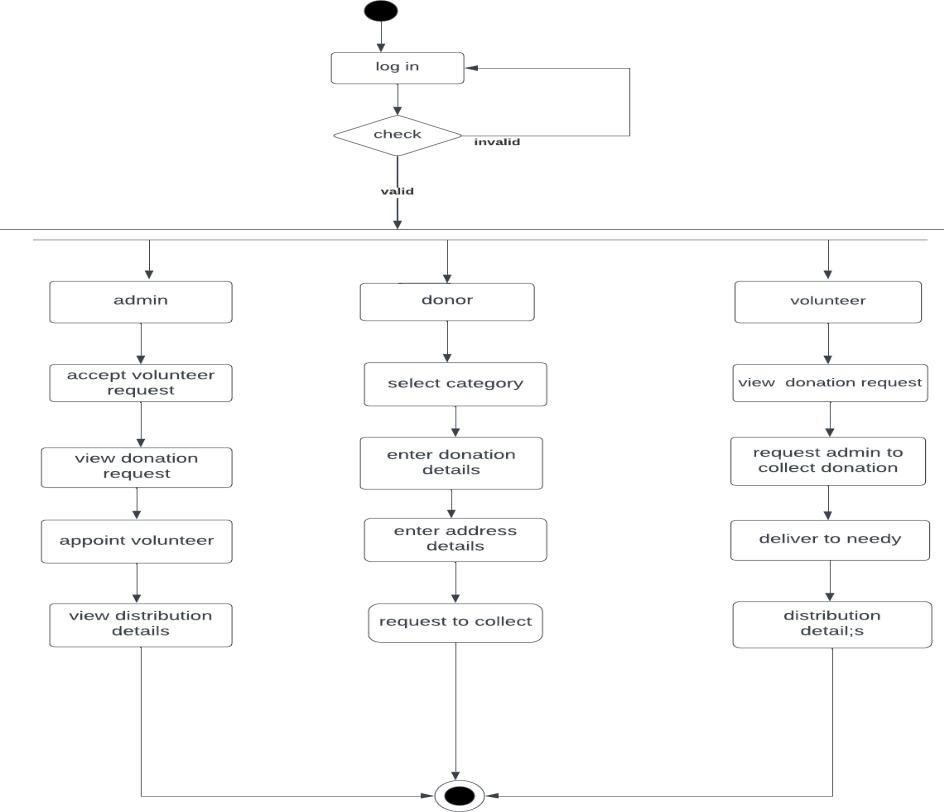 log in
check
invalid
valid
admin
donor
volunteer
accept volunteer
request
select category
view donation request
view donation
request
enter donation
details
request admin to
collect donation
appoint volunteer
enter address
details
deliver to needy
view distribution
details
request to collect
distribution
detail;s